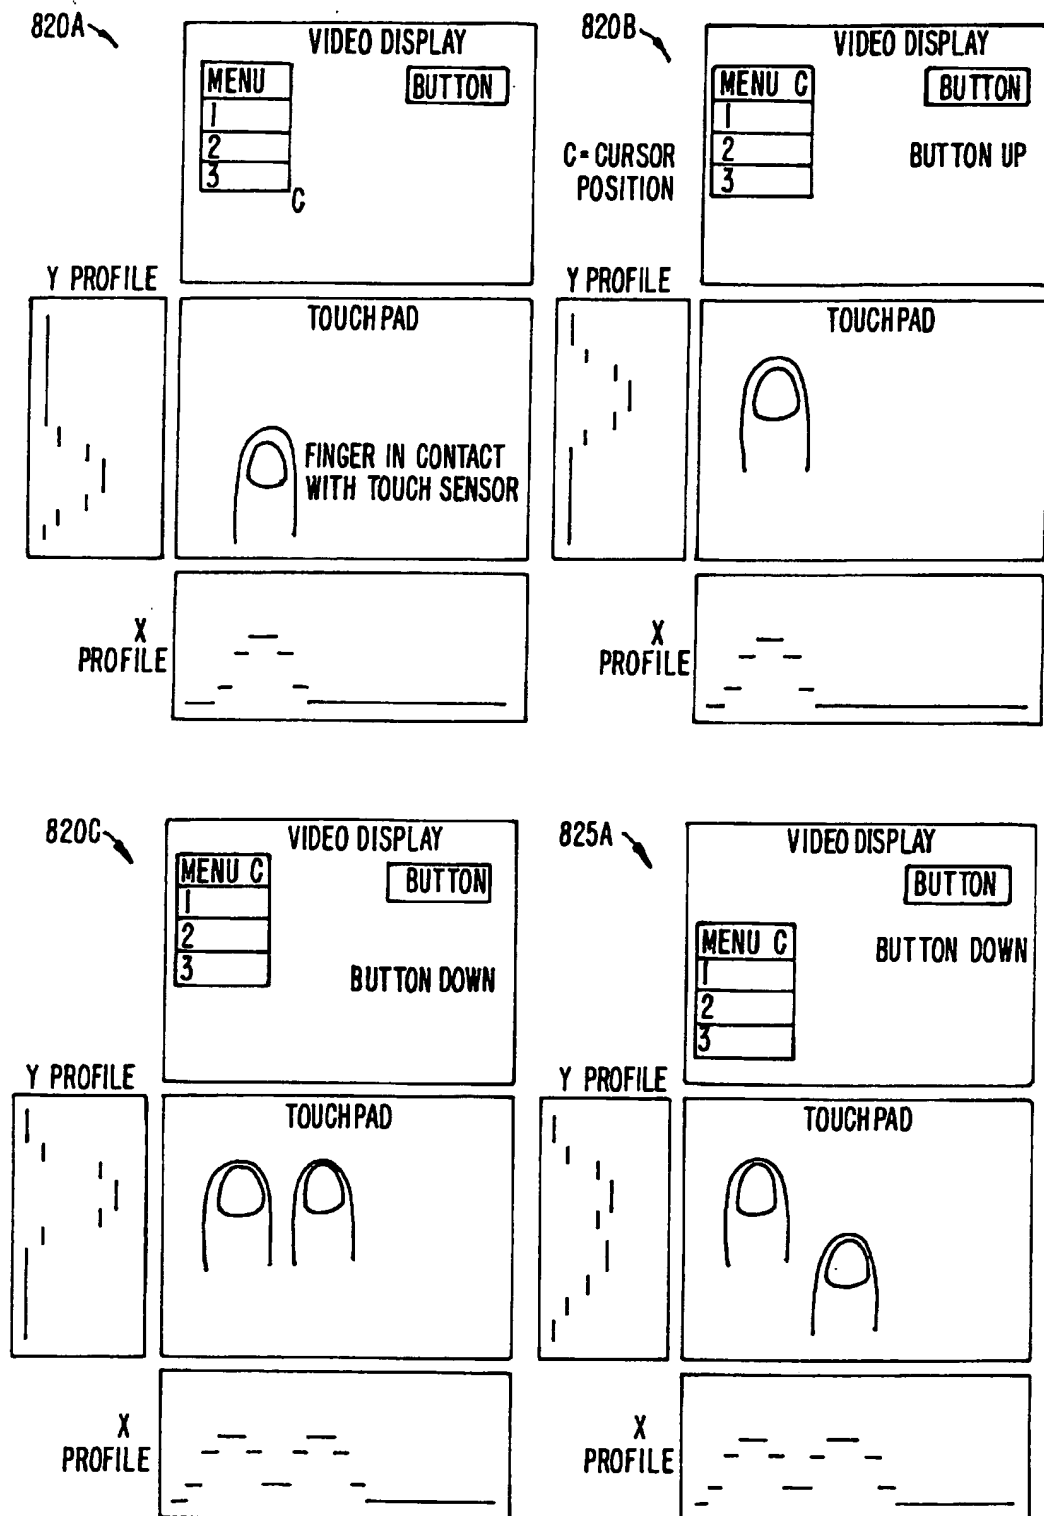 820A
VIDEO DISPLAY
MENU
1
2
3
BUTTON
C
Y PROFILE
TOUCH PAD
FINGER IN CONTACT
WITH TOUCH SENSOR
X
PROFILE
820B
VIDEO DISPLAY
MENU C
1
2
3
BUTTON
BUTTON UP
C=CURSOR
POSITION
Y PROFILE
TOUCH PAD
X
PROFILE
820C
VIDEO DISPLAY
MENU C
1
2
3
BUTTON
BUTTON DOWN
Y PROFILE
TOUCH PAD
X
PROFILE
825A
VIDEO DISPLAY
BUTTON
MENU C
1
2
3
BUTTON DOWN
Y PROFILE
TOUCH PAD
X
PROFILE